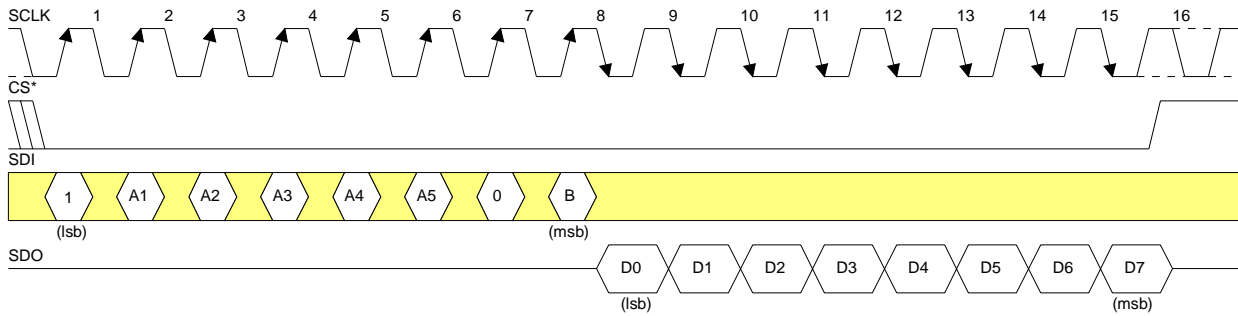 SCLK 1 2 3 4 5 6 7 8 9 10 11 12 13 14 15 16
CS*
SDI
1 A1 A2 A3 A4 A5 0 B
(lsb) (msb)
SDO
D0 D1 D2 D3 D4 D5 D6 D7
(lsb) (msb)